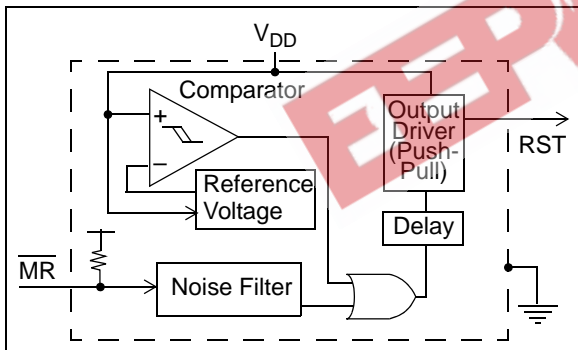 VDD
Comparator
+
−
Reference
Voltage
Output
Driver
(Push-
Pull)
RST
Delay
MR
Noise Filter